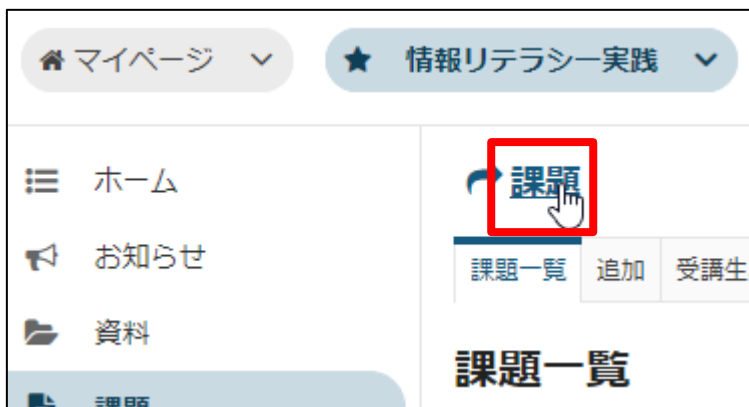 マイページ
情報リテラシー実践
ホーム
お知らせ
資料
課題
課題
課題一覧
追加
受講生
課題一覧